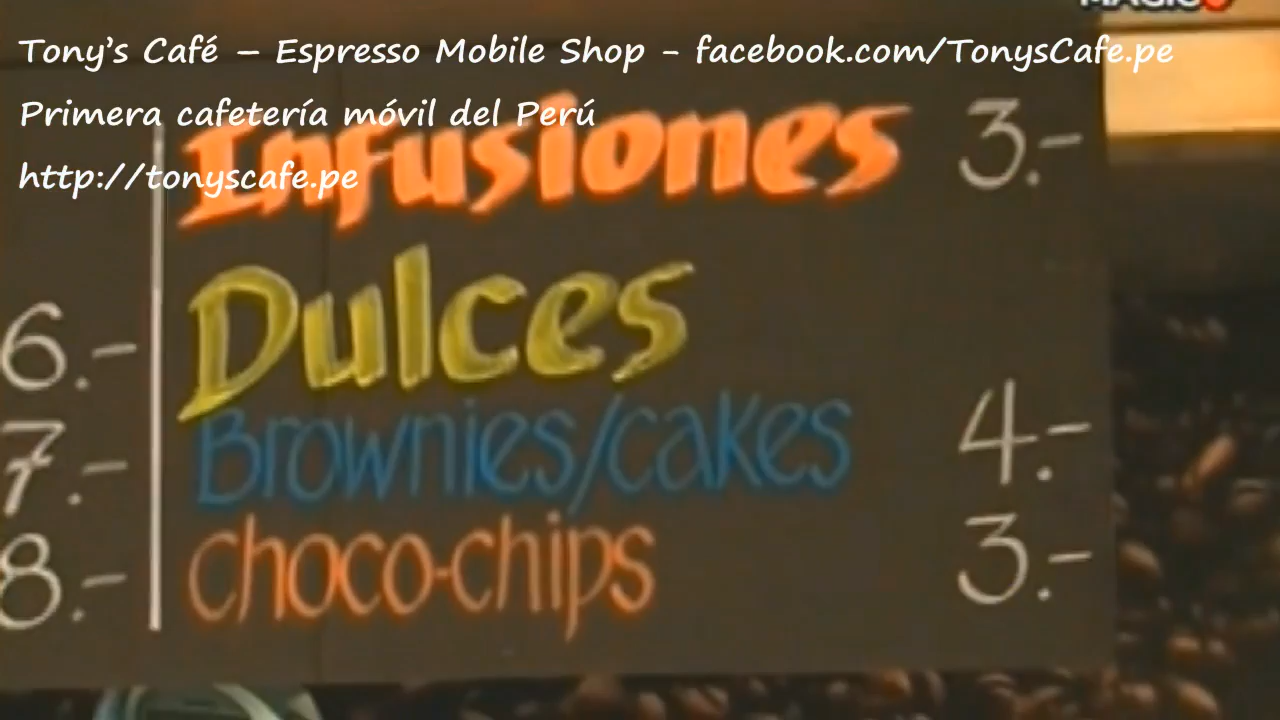 MAGIC
Tony's Café – Espresso Mobile Shop - facebook.com/TonysCafe.pe
Primera cafetería móvil del Perú
http://tonyscafe.pe
Infusiones 3.-
Dulces
6.-
Brownies/cakes 4.-
7.-
choco-chips 3.-
8.-